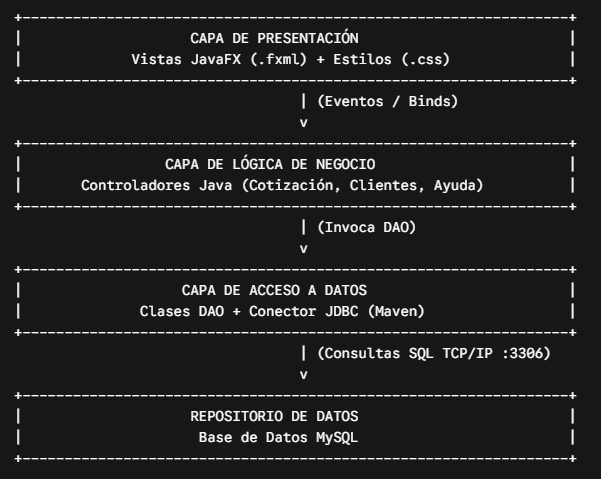 CAPA DE PRESENTACIÓN
Vistas JavaFX (.fxml) + Estilos (.css)
| (Eventos / Binds)
v
CAPA DE LÓGICA DE NEGOCIO
Controladores Java (Cotización, Clientes, Ayuda)
| (Invoca DAO)
v
CAPA DE ACCESO A DATOS
Clases DAO + Conector JDBC (Maven)
| (Consultas SQL TCP/IP :3306)
v
REPOSITORIO DE DATOS
Base de Datos MySQL